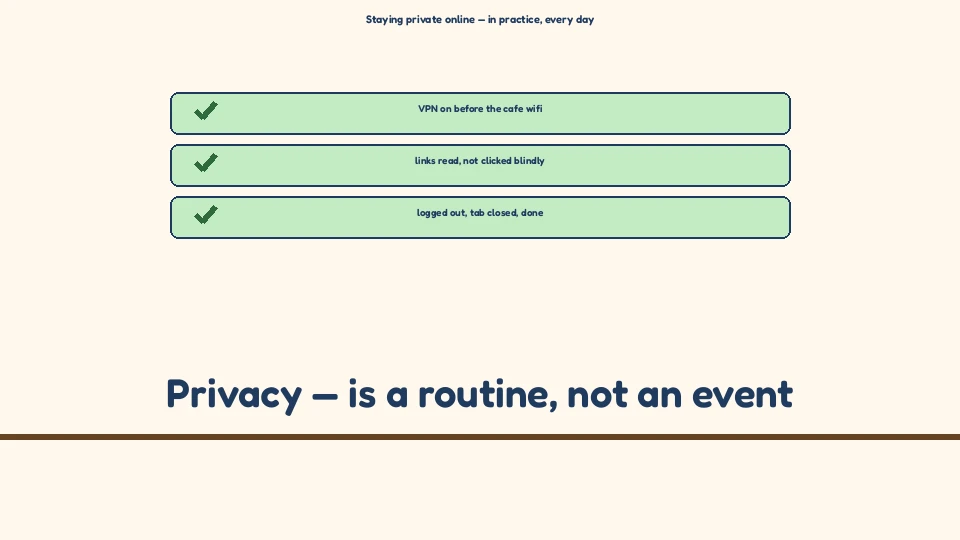 Staying private online — in practice, every day
VPN on before the cafe wifi
links read, not clicked blindly
logged out, tab closed, done
Privacy — is a routine, not an event